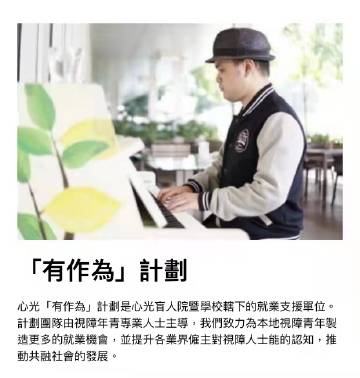 「有作為」計劃
心光「有作為」計劃是心光盲人院暨學校轄下的就業支援單位。
計劃團隊由視障年青專業人士主導，我們致力為本地視障青年製
造更多的就業機會，並提升各業界僱主對視障人士能的認知，推
動共融社會的發展。